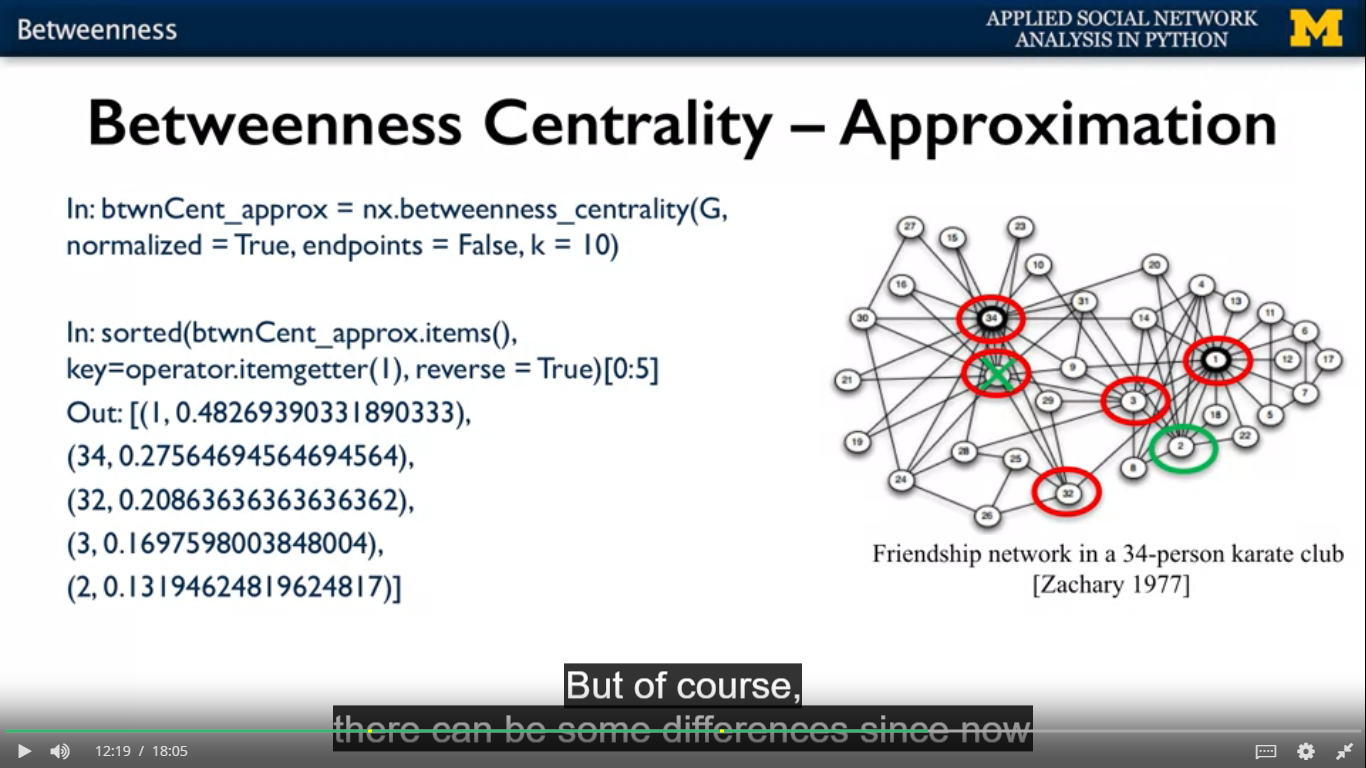 Betweenness
APPLIED SOCIAL NETWORK
ANALYSIS IN PYTHON
M
Betweenness Centrality – Approximation
In: btwnCent_approx = nx.betweenness_centrality(G,
normalized = True, endpoints = False, k = 10)
In: sorted(btwnCent_approx.items(),
key=operator.itemgetter(1), reverse = True)[0:5]
Out: [(1, 0.48269390331890333),
(34, 0.27564694564694564),
(32, 0.20863636363636362),
(3, 0.1697598003848004),
(2, 0.13194624819624817)]
27
15
23
10
20
16
4
31
13
11
30
34
14
6
1
12
17
9
21
7
29
3
18
5
19
22
2
28
25
8
24
32
26
Friendship network in a 34-person karate club
[Zachary 1977]
But of course,
there can be some differences since now
12:19 / 18:05